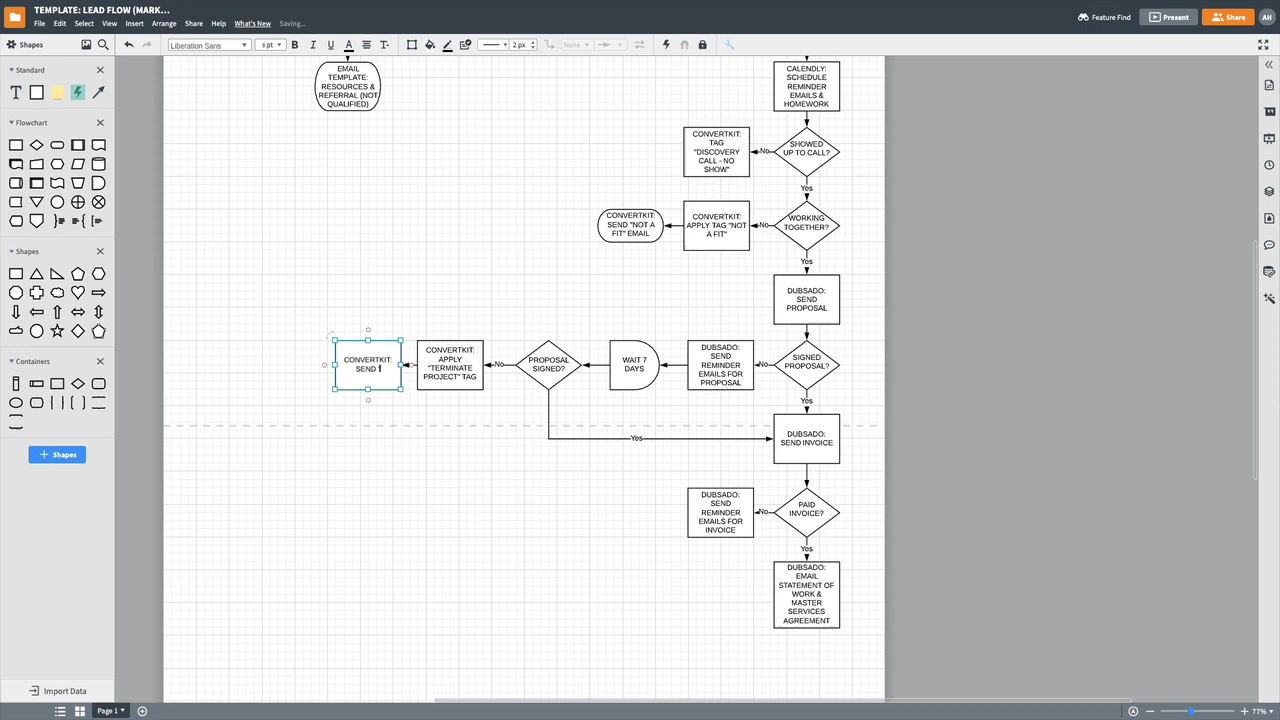 TEMPLATE: LEAD FLOW (MARK...
File Edit Select View Insert Arrange Share Help What's New Saving...
Feature Find
Present
Share
AH
Shapes
Liberation Sans
8 pt
2 px
None
Standard
Flowchart
Shapes
Containers
+ Shapes
Import Data
Page 1
77%
EMAIL
TEMPLATE:
RESOURCES &
REFERRAL (NOT
QUALIFIED)
CALENDLY:
SCHEDULE
REMINDER
EMAILS &
HOMEWORK
CONVERTKIT:
TAG
"DISCOVERY
CALL - NO
SHOW"
No
SHOWED
UP TO CALL?
Yes
CONVERTKIT:
SEND "NOT A
FIT" EMAIL
CONVERTKIT:
APPLY TAG "NOT
A FIT"
No
WORKING
TOGETHER?
Yes
DUBSADO:
SEND
PROPOSAL
CONVERTKIT:
SEND
CONVERTKIT:
APPLY
"TERMINATE
PROJECT" TAG
No
PROPOSAL
SIGNED?
WAIT 7
DAYS
DUBSADO:
SEND
REMINDER
EMAILS FOR
PROPOSAL
No
SIGNED
PROPOSAL?
Yes
Yes
DUBSADO:
SEND INVOICE
DUBSADO:
SEND
REMINDER
EMAILS FOR
INVOICE
No
PAID
INVOICE?
Yes
DUBSADO:
EMAIL
STATEMENT OF
WORK &
MASTER
SERVICES
AGREEMENT